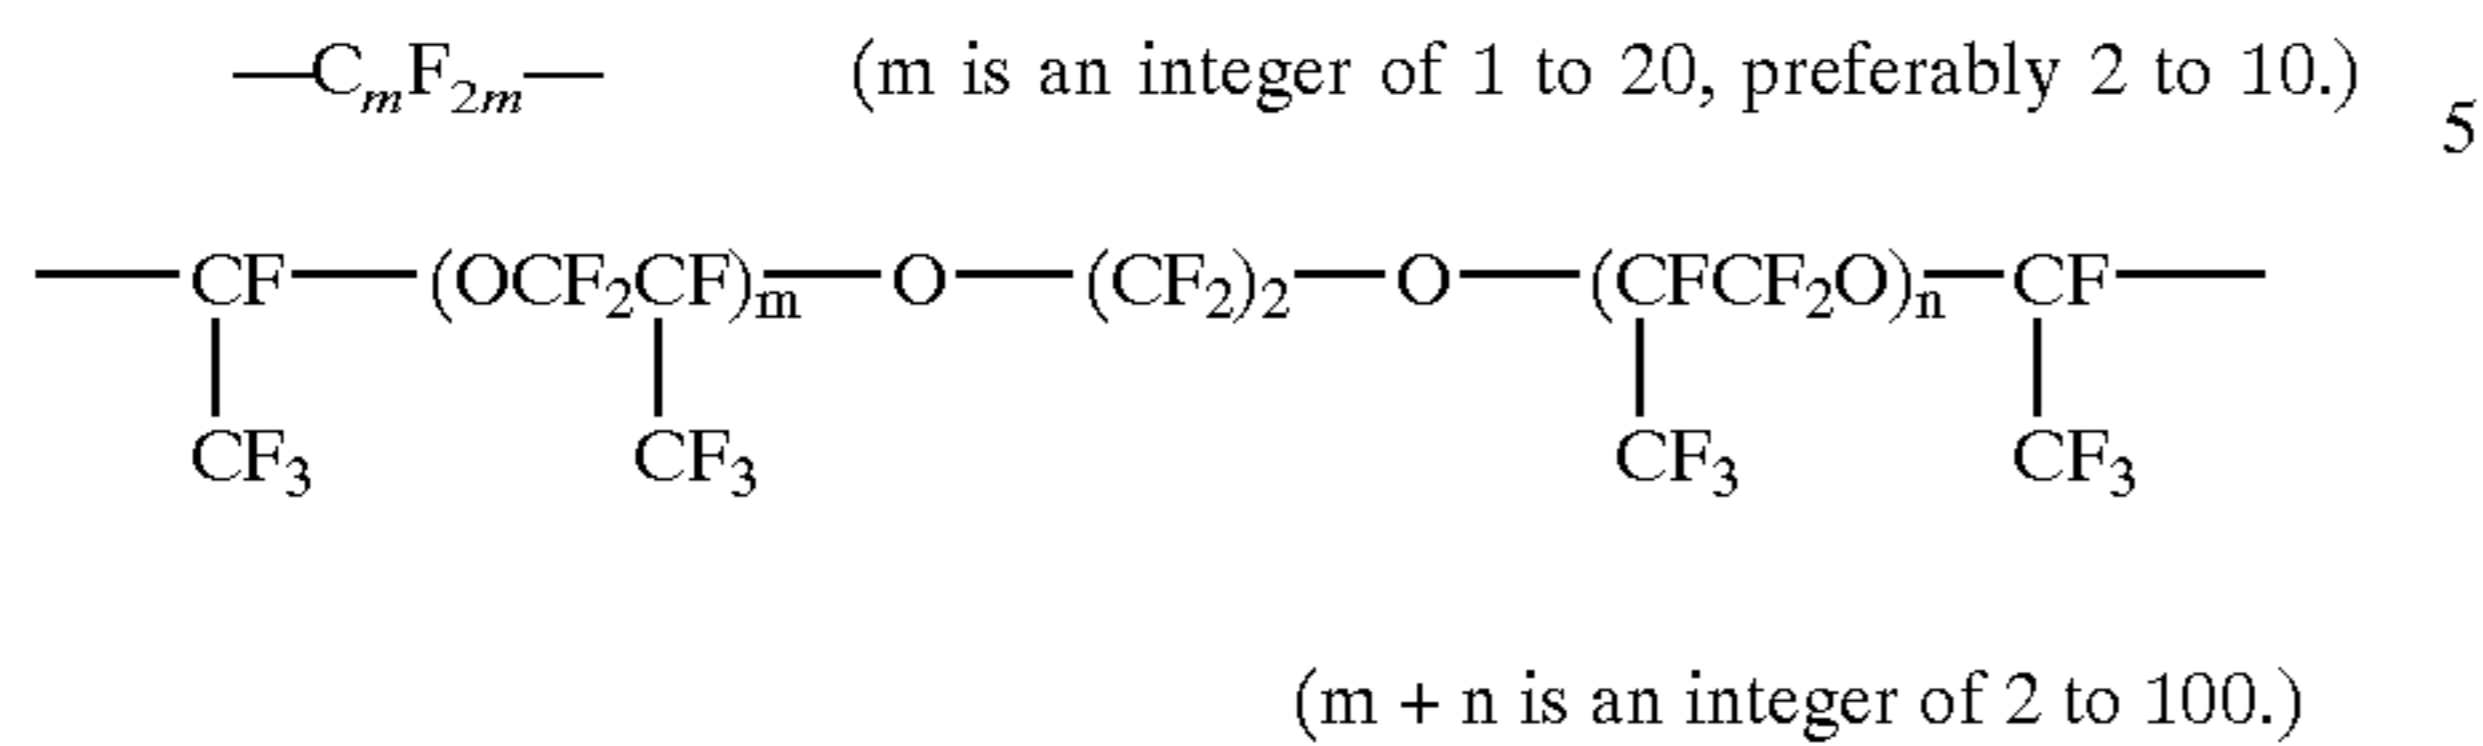 —CmF2m— (m is an integer of 1 to 20, preferably 2 to 10.)
5
—CF—(OCF2CF)m—O—(CF2)2—O—(CFCF2O)n—CF—
CF3 CF3 CF3 CF3
(m + n is an integer of 2 to 100.)